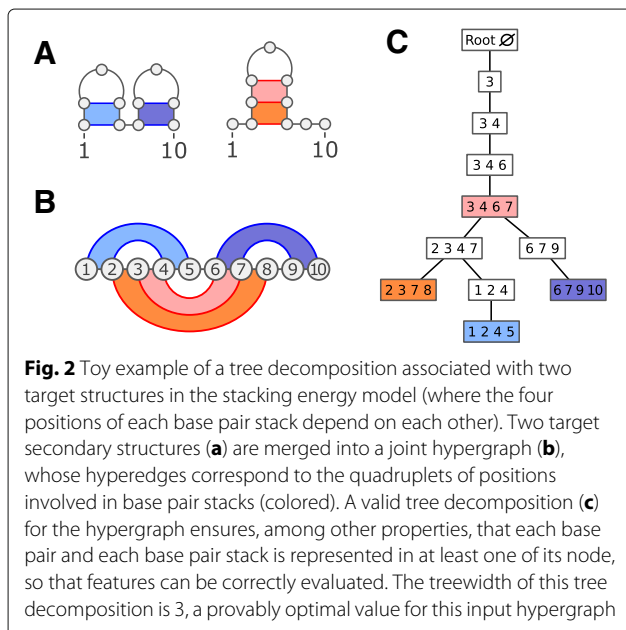 A
1 10
1 10
B
1 2 3 4 5 6 7 8 9 10
C
Root ∅
3
3 4
3 4 6
3 4 6 7
2 3 4 7
6 7 9
2 3 7 8
1 2 4
6 7 9 10
1 2 4 5
Fig. 2 Toy example of a tree decomposition associated with two
target structures in the stacking energy model (where the four
positions of each base pair stack depend on each other). Two target
secondary structures (a) are merged into a joint hypergraph (b),
whose hyperedges correspond to the quadruplets of positions
involved in base pair stacks (colored). A valid tree decomposition (c)
for the hypergraph ensures, among other properties, that each base
pair and each base pair stack is represented in at least one of its node,
so that features can be correctly evaluated. The treewidth of this tree
decomposition is 3, a provably optimal value for this input hypergraph